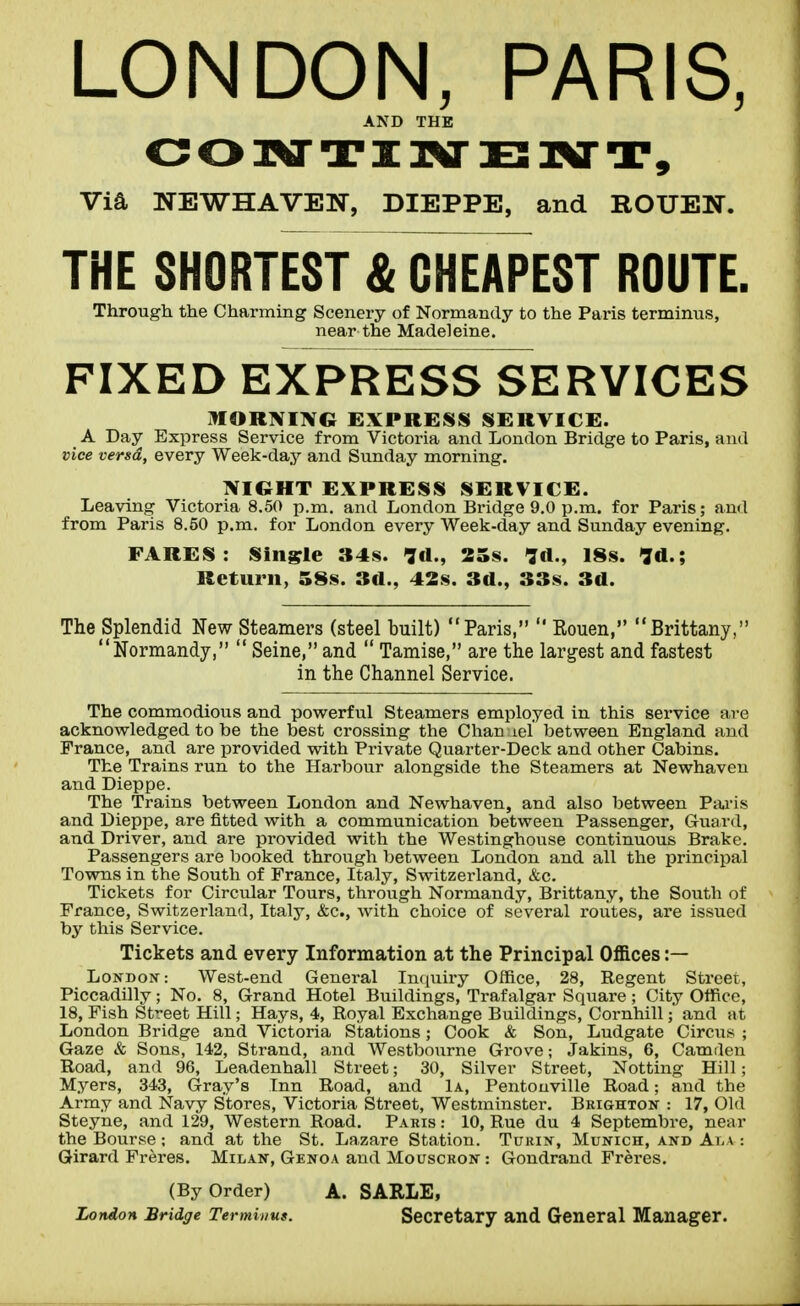 LONDON, PARIS,
AND THE
CONTINENT,
Viâ NEWHAVEN, DIEPPE, and ROUEN.
THE SHORTEST & CHEAPEST ROUTE.
Through the Charming Scenery of Normandy to the Paris terminus,
near the Madeleine.
FIXED EXPRESS SERVICES
MORNING EXPRESS SERVICE.
A Day Express Service from Victoria and London Bridge to Paris, and
vice versâ, every Week-day and Sunday morning.
NIGHT EXPRESS SERVICE.
Leaving Victoria 8.50 p.m. and London Bridge 9.0 p.m. for Paris; and
from Paris 8.50 p.m. for London every Week-day and Sunday evening.
FARES: Single 34s. 7d., 25s. 7d., 18s. 7d.;
Return, 58s. 3d., 42s. 3d., 33s. 3d.
The Splendid New Steamers (steel built) "Paris," "Rouen," "Brittany,"
"Normandy," "Seine," and "Tamise," are the largest and fastest
in the Channel Service.
The commodious and powerful Steamers employed in this service are
acknowledged to be the best crossing the Channel between England and
France, and are provided with Private Quarter-Deck and other Cabins.
The Trains run to the Harbour alongside the Steamers at Newhaven
and Dieppe.
The Trains between London and Newhaven, and also between Paris
and Dieppe, are fitted with a communication between Passenger, Guard,
and Driver, and are provided with the Westinghouse continuous Brake.
Passengers are booked through between London and all the principal
Towns in the South of France, Italy, Switzerland, &c.
Tickets for Circular Tours, through Normandy, Brittany, the South of
France, Switzerland, Italy, &c., with choice of several routes, are issued
by this Service.
Tickets and every Information at the Principal Offices:—
LONDON: West-end General Inquiry Office, 28, Regent Street,
Piccadilly; No. 8, Grand Hotel Buildings, Trafalgar Square; City Office,
18, Fish Street Hill; Hays, 4, Royal Exchange Buildings, Cornhill; and at
London Bridge and Victoria Stations; Cook & Son, Ludgate Circus;
Gaze & Sons, 142, Strand, and Westbourne Grove; Jakins, 6, Camden
Road, and 96, Leadenhall Street; 30, Silver Street, Notting Hill;
Myers, 343, Gray's Inn Road, and 1A, Pentonville Road; and the
Army and Navy Stores, Victoria Street, Westminster. BRIGHTON: 17, Old
Steyne, and 129, Western Road. PARIS: 10, Rue du 4 Septembre, near
the Bourse; and at the St. Lazare Station. TURIN, MUNICH, AND ALA:
Girard Frères. MILAN, GENOA and MOUSCRON: Gondrand Frères.
(By Order) A. SARLE,
London Bridge Terminus. Secretary and General Manager.